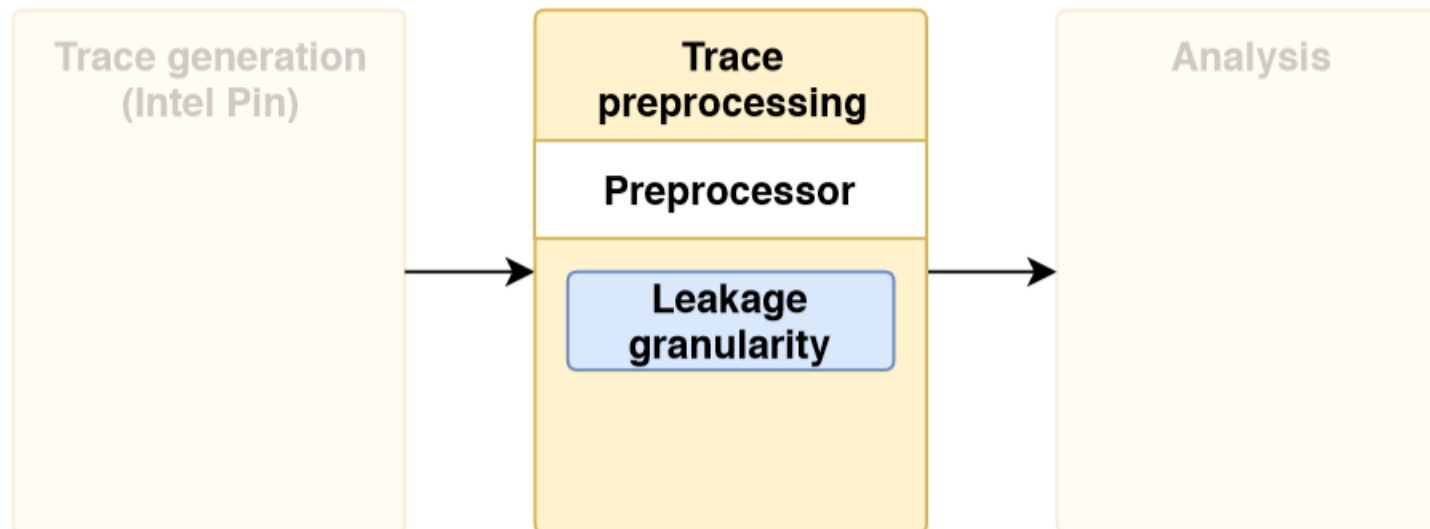 Trace generation
(Intel Pin)
Trace
preprocessing
Preprocessor
Leakage
granularity
Analysis